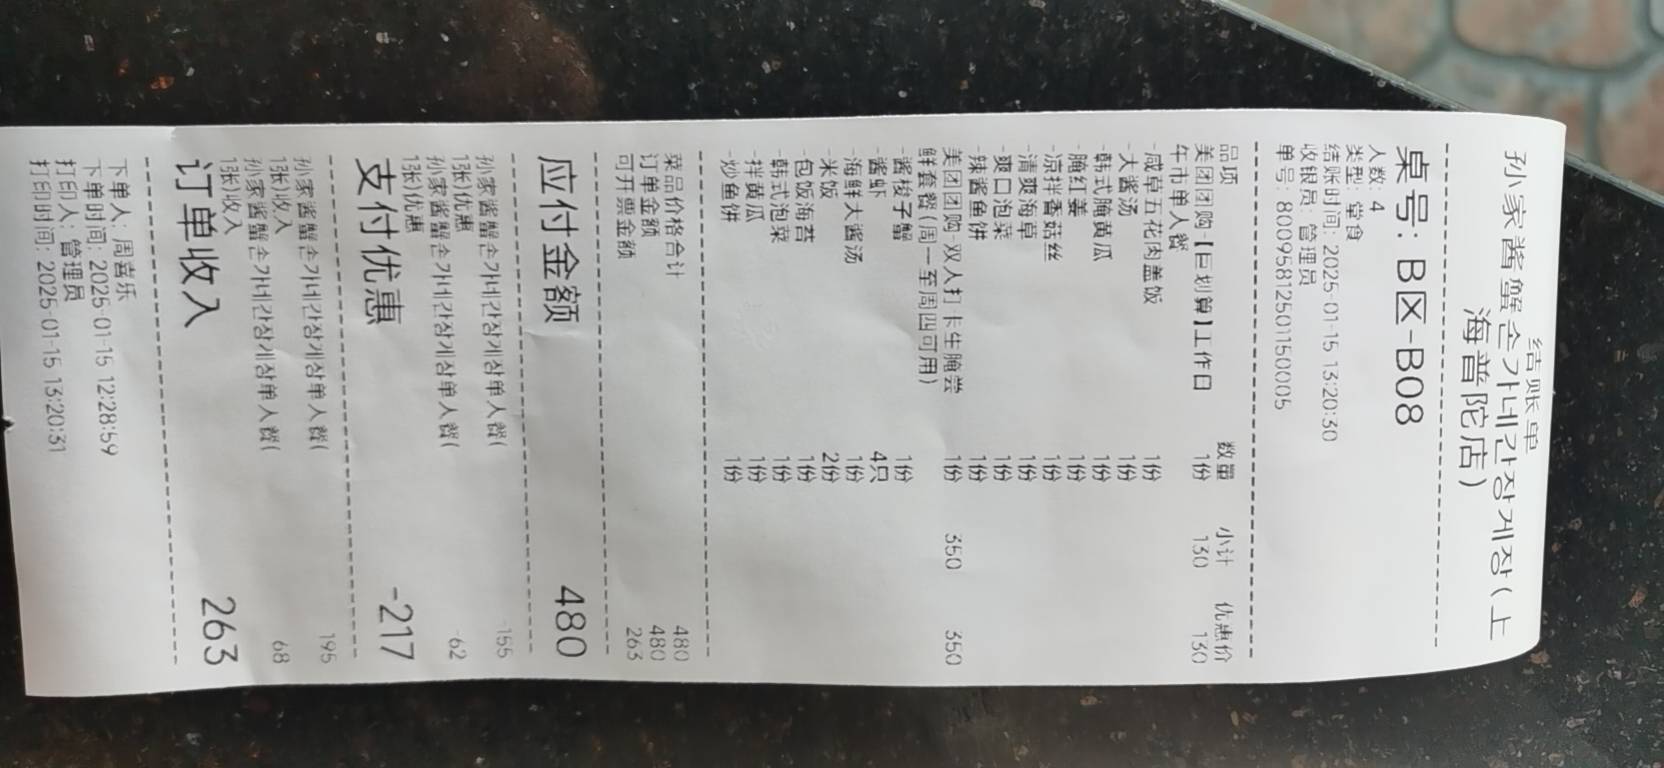 结账单
孙家酱蟹손가네간장게장(上
海普陀店)
桌号: B区-B08
人数: 4
类型: 堂食
结账时间: 2025-01-15 13:20:30
收银员: 管理员
单号: 80095812501150005
品项 数量 小计 优惠价
美团团购-【巨划算】工作日 1份 130 130
午市单人餐
-咸草五花肉盖饭 1份
-大酱汤 1份
-韩式腌黄瓜 1份
-腌红姜 1份
-凉拌香菇丝 1份
-清爽海草 1份
-爽口泡菜 1份
-辣酱鱼饼 1份
美团团购-双人打卡生腌尝 1份 350 350
鲜套餐(周一至周四可用)
-酱梭子蟹 1份
-酱虾 4只
-海鲜大酱汤 1份
-米饭 2份
-包饭海苔 1份
-韩式泡菜 1份
-拌黄瓜 1份
-炒鱼饼 1份
菜品价格合计 480
订单金额 480
可开票金额 263
应付金额 480
孙家酱蟹손가네간장게장单人餐( -155
1张)优惠
孙家酱蟹손가네간장게장单人餐( -62
1张)优惠
支付优惠 -217
孙家酱蟹손가네간장게장单人餐( 195
1张)收入
孙家酱蟹손가네간장게장单人餐( 68
1张)收入
订单收入 263
下单人: 周喜乐
下单时间: 2025-01-15 12:28:59
打印人: 管理员
打印时间: 2025-01-15 13:20:31